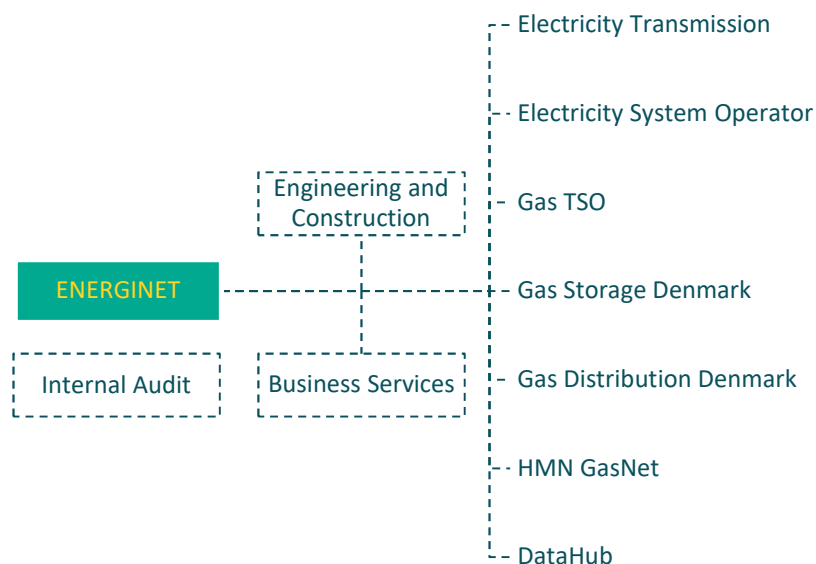 Electricity Transmission
Electricity System Operator
Engineering and
Construction
Gas TSO
ENERGINET
Gas Storage Denmark
Internal Audit
Business Services
Gas Distribution Denmark
HMN GasNet
DataHub